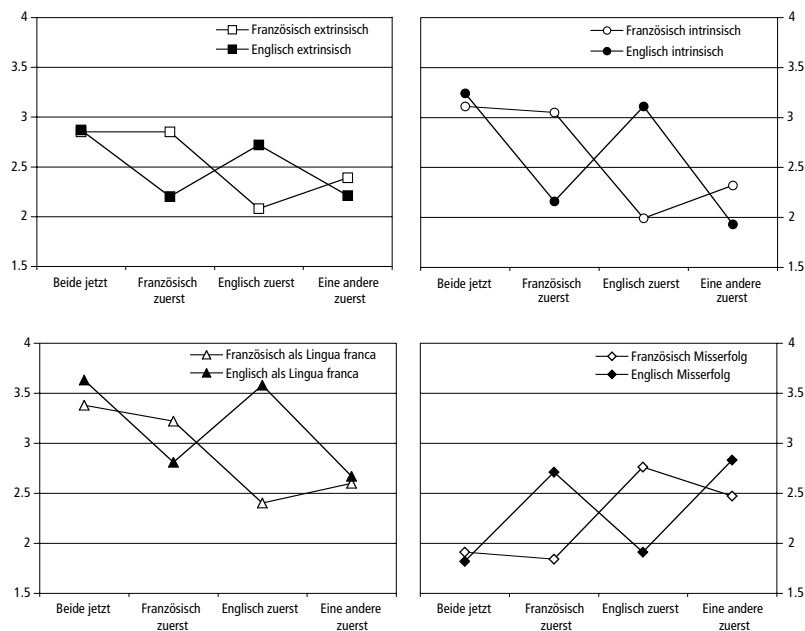 4
3.5
3
2.5
2
1.5
Französisch extrinsisch
Englisch extrinsisch
Beide jetzt
Französisch
zuerst
Englisch zuerst
Eine andere
zuerst
Französisch intrinsisch
Englisch intrinsisch
4
3.5
3
2.5
2
1.5
Beide jetzt
Französisch
zuerst
Englisch zuerst
Eine andere
zuerst
4
3.5
3
2.5
2
1.5
Französisch als Lingua franca
Englisch als Lingua franca
Beide jetzt
Französisch
zuerst
Englisch zuerst
Eine andere
zuerst
Französisch Misserfolg
Englisch Misserfolg
4
3.5
3
2.5
2
1.5
Beide jetzt
Französisch
zuerst
Englisch zuerst
Eine andere
zuerst